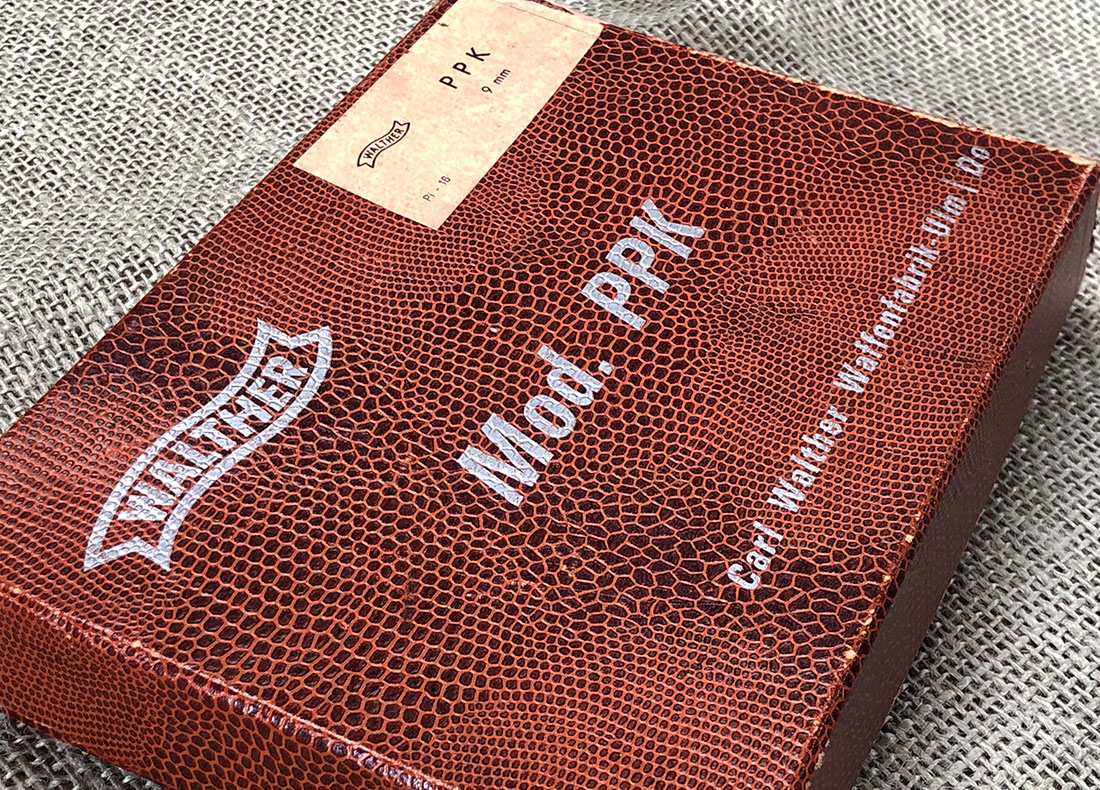 PPK
9 mm
WALTHER
PI - 16
WALTHER
Mod. PPK
Carl Walther Waffenfabrik-Ulm | Do